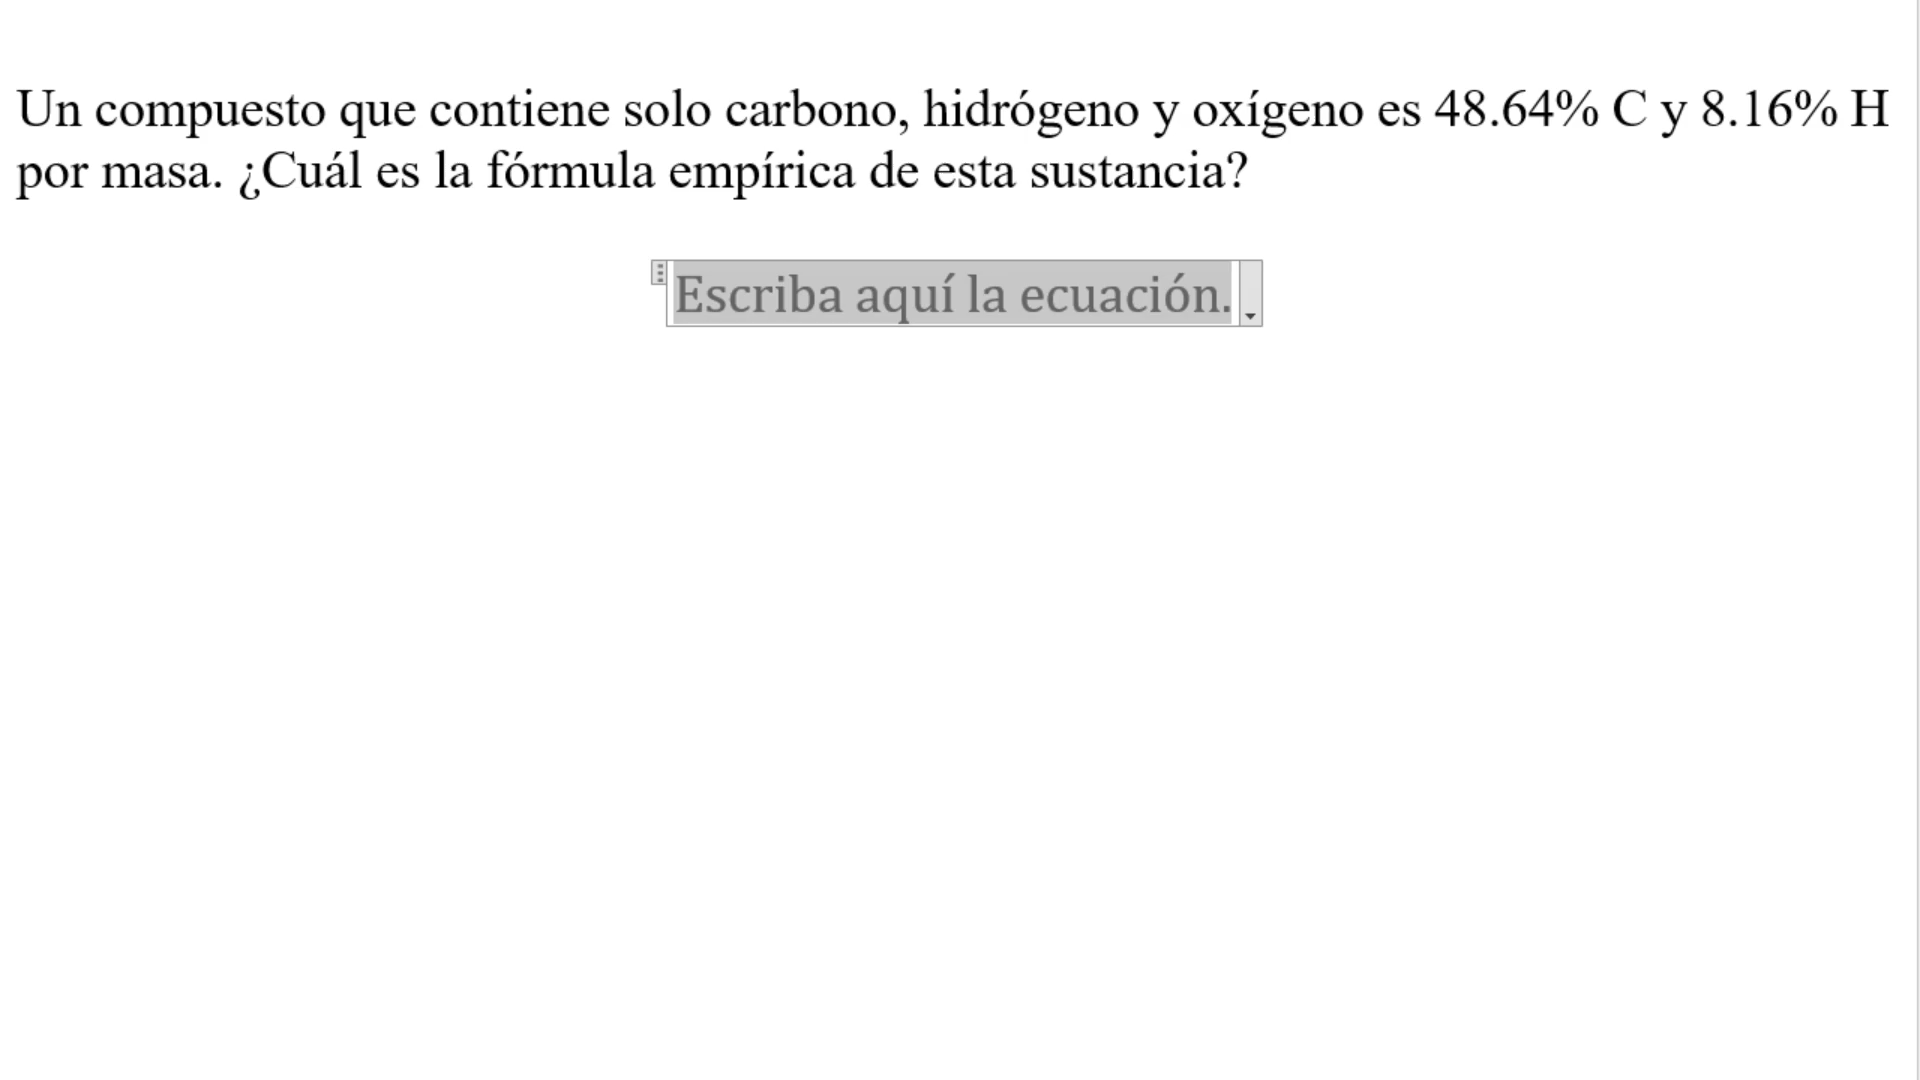 Un compuesto que contiene solo carbono, hidrógeno y oxígeno es 48.64% C y 8.16% H
por masa. ¿Cuál es la fórmula empírica de esta sustancia?
Escriba aquí la ecuación.